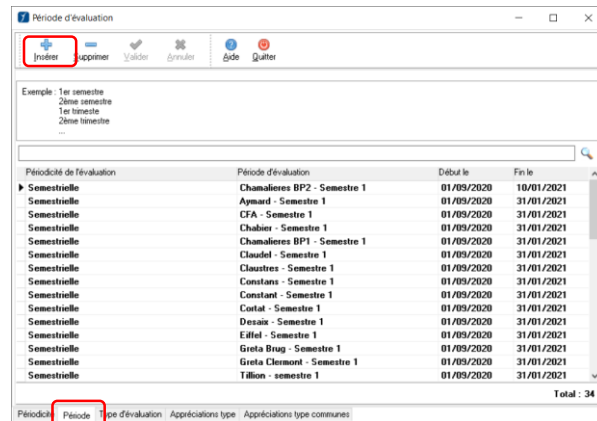 Période d'évaluation
Insérer Supprimer Valider Annuler Aide Quitter
Exemple : 1er semestre
2ème semestre
1er trimeste
2ème trimestre
...
Périodicité de l'évaluation Période d'évaluation Début le Fin le
Semestrielle Chamalieres BP2 - Semestre 1 01/09/2020 10/01/2021
Semestrielle Aymard - Semestre 1 01/09/2020 31/01/2021
Semestrielle CFA - Semestre 1 01/09/2020 31/01/2021
Semestrielle Chabier - Semestre 1 01/09/2020 31/01/2021
Semestrielle Chamalieres BP1 - Semestre 1 01/09/2020 31/01/2021
Semestrielle Claudel - Semestre 1 01/09/2020 31/01/2021
Semestrielle Claustres - Semestre 1 01/09/2020 31/01/2021
Semestrielle Constans - Semestre 1 01/09/2020 31/01/2021
Semestrielle Constant - Semestre 1 01/09/2020 31/01/2021
Semestrielle Cortat - Semestre 1 01/09/2020 31/01/2021
Semestrielle Desaix - Semestre 1 01/09/2020 31/01/2021
Semestrielle Eiffel - Semestre 1 01/09/2020 31/01/2021
Semestrielle Greta Brug - Semestre 1 01/09/2020 31/01/2021
Semestrielle Greta Clermont - Semestre 1 01/09/2020 31/01/2021
Semestrielle Tillion - semestre 1 01/09/2020 31/01/2021
Total : 34
Périodicité Période Type d'évaluation Appréciations type Appréciations type communes